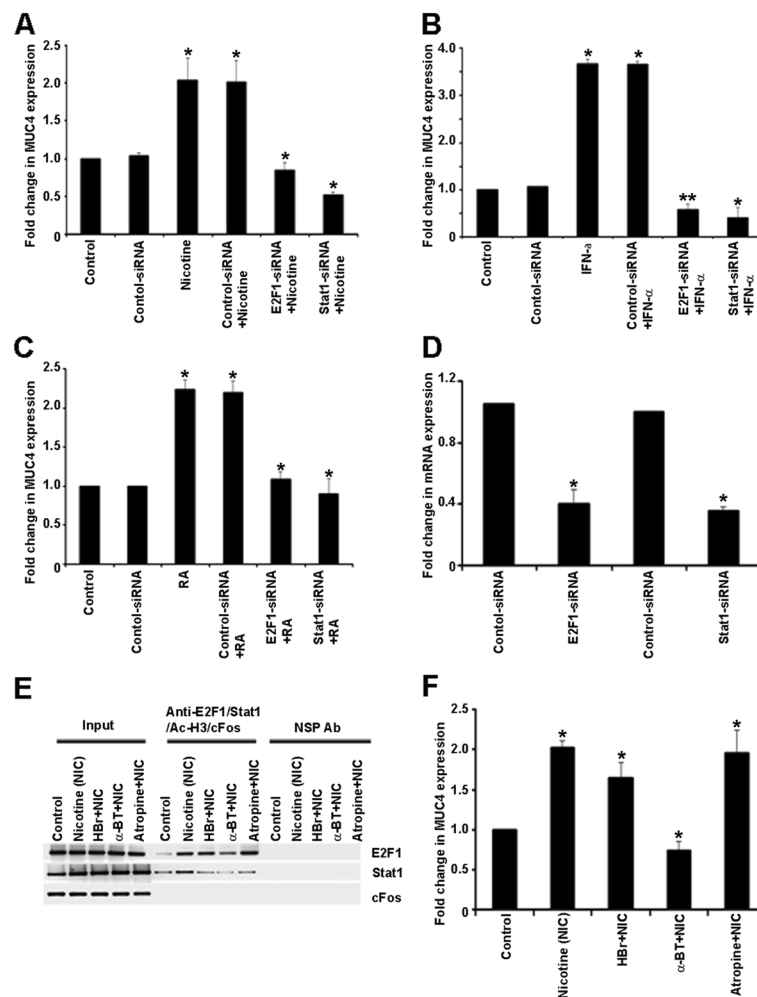 A
Fold change in MUC4 expression
2.5
2.0
1.5
1.0
0.5
0
*
*
*
*
Control
Contol-siRNA
Nicotine
Control-siRNA
+Nicotine
E2F1-siRNA
+Nicotine
Stat1-siRNA
+Nicotine
B
Fold change in MUC4 expression
4.0
3.0
2.0
1.0
0
*
*
**
*
Control
Contol-siRNA
IFN-a
Control-siRNA
+IFN-α
E2F1-siRNA
+IFN-α
Stat1-siRNA
+IFN-α
C
Fold change in MUC4 expression
2.5
2.0
1.5
1.0
0.5
0
*
*
*
*
Control
Contol-siRNA
RA
Control-siRNA
+RA
E2F1-siRNA
+RA
Stat1-siRNA
+RA
D
Fold change in mRNA expression
1.2
0.8
0.4
0
*
*
Contol-siRNA
E2F1-siRNA
Control-siRNA
Stat1-siRNA
E
Input
Anti-E2F1/Stat1
/Ac-H3/cFos
NSP Ab
Control
Nicotine (NIC)
HBr+NIC
α-BT+NIC
Atropine+NIC
Control
Nicotine (NIC)
HBr+NIC
α-BT+NIC
Atropine+NIC
Control
Nicotine (NIC)
HBr+NIC
α-BT+NIC
Atropine+NIC
E2F1
Stat1
cFos
F
Fold change in MUC4 expression
2.5
2.0
1.5
1.0
0.5
0
*
*
*
*
Control
Nicotine (NIC)
HBr+NIC
α-BT+NIC
Atropine+NIC